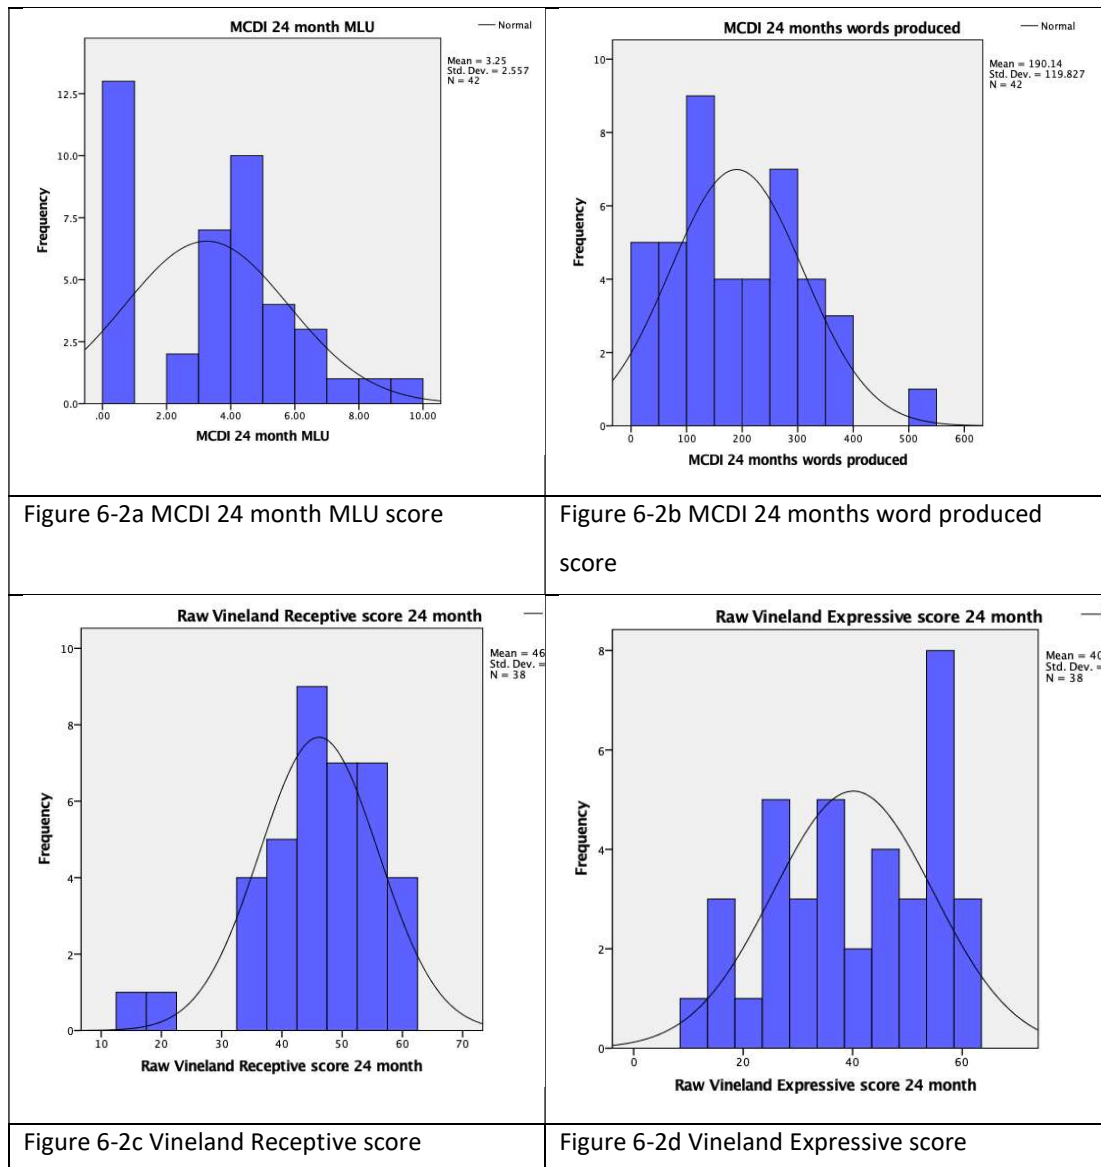 MCDI 24 month MLU
Normal
Mean = 3.25
Std. Dev. = 2.557
N = 42
12.5
10.0
7.5
5.0
2.5
0.0
Frequency
.00 2.00 4.00 6.00 8.00 10.00
MCDI 24 month MLU
MCDI 24 months words produced
Normal
Mean = 190.14
Std. Dev. = 119.827
N = 42
10
8
6
4
2
0
Frequency
0 100 200 300 400 500 600
MCDI 24 months words produced
Figure 6-2a MCDI 24 month MLU score
Figure 6-2b MCDI 24 months word produced
score
Raw Vineland Receptive score 24 month
Mean = 46
Std. Dev. =
N = 38
10
8
6
4
2
0
Frequency
10 20 30 40 50 60 70
Raw Vineland Receptive score 24 month
Raw Vineland Expressive score 24 month
Mean = 40
Std. Dev. =
N = 38
8
6
4
2
0
Frequency
0 20 40 60
Raw Vineland Expressive score 24 month
Figure 6-2c Vineland Receptive score
Figure 6-2d Vineland Expressive score